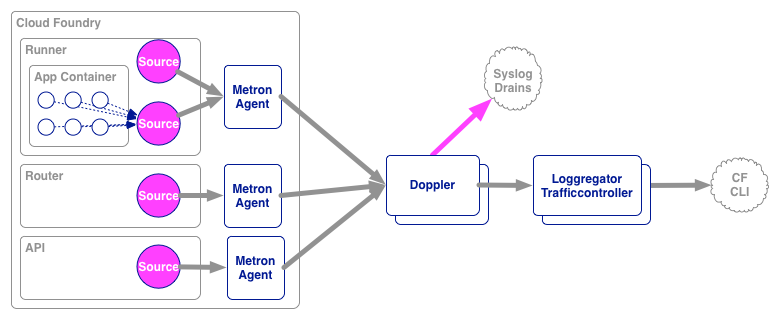 Cloud Foundry
Runner
Source
App Container
Source
Metron
Agent
Router
Source
Metron
Agent
API
Source
Metron
Agent
Syslog
Drains
Doppler
Loggregator
Trafficcontroller
CF
CLI